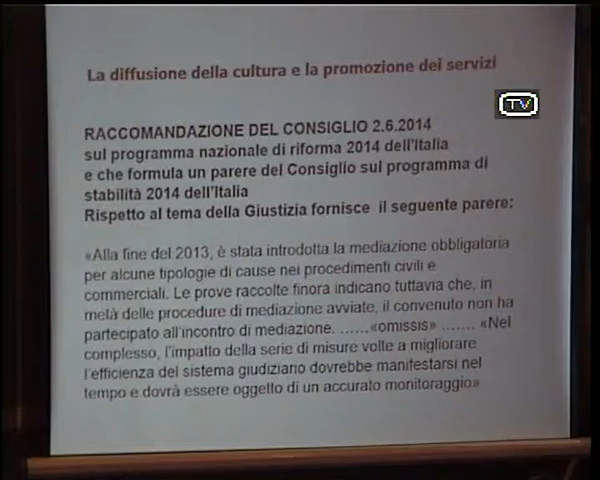 La diffusione della cultura e la promozione dei servizi
TV
RACCOMANDAZIONE DEL CONSIGLIO 2.6.2014
sul programma nazionale di riforma 2014 dell'Italia
e che formula un parere del Consiglio sul programma di
stabilità 2014 dell'Italia
Rispetto al tema della Giustizia fornisce il seguente parere:
«Alla fine del 2013, è stata introdotta la mediazione obbligatoria
per alcune tipologie di cause nei procedimenti civili e
commerciali. Le prove raccolte finora indicano tuttavia che, in
metà delle procedure di mediazione avviate, il convenuto non ha
partecipato all'incontro di mediazione. ......«omissis» ....... «Nel
complesso, l'impatto della serie di misure volte a migliorare
l'efficienza del sistema giudiziario dovrebbe manifestarsi nel
tempo e dovrà essere oggetto di un accurato monitoraggio»